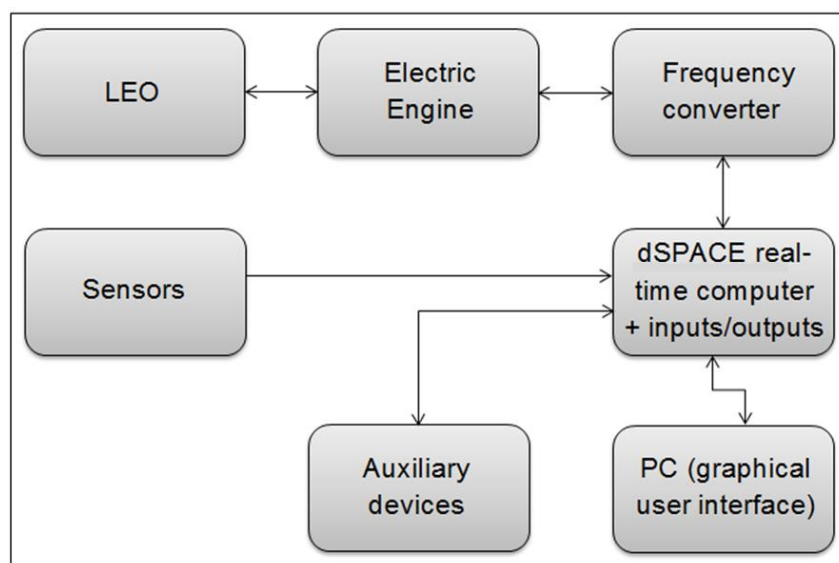 LEO
Electric
Engine
Frequency
converter
Sensors
dSPACE real-
time computer
+ inputs/outputs
Auxiliary
devices
PC (graphical
user interface)